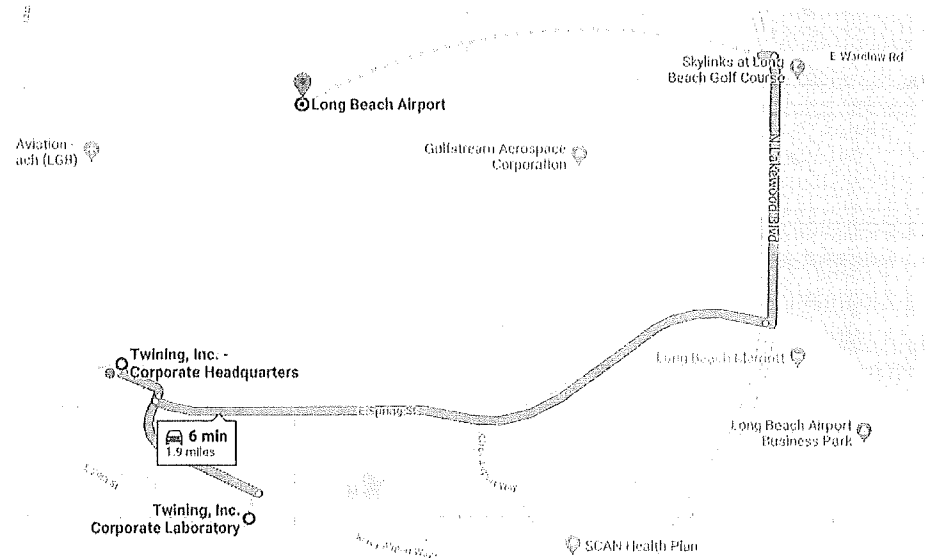 Skylinks at Long
Beach Golf Course
E Wardlow Rd
Long Beach Airport
Aviation -
ach (LGB)
Gulfstream Aerospace
Corporation
N Lakewood Blvd
Twining, Inc. -
Corporate Headquarters
Long Beach Marriott
E Spring St
6 min
1.9 miles
Long Beach Airport
Business Park
Twining, Inc.
Corporate Laboratory
SCAN Health Plan